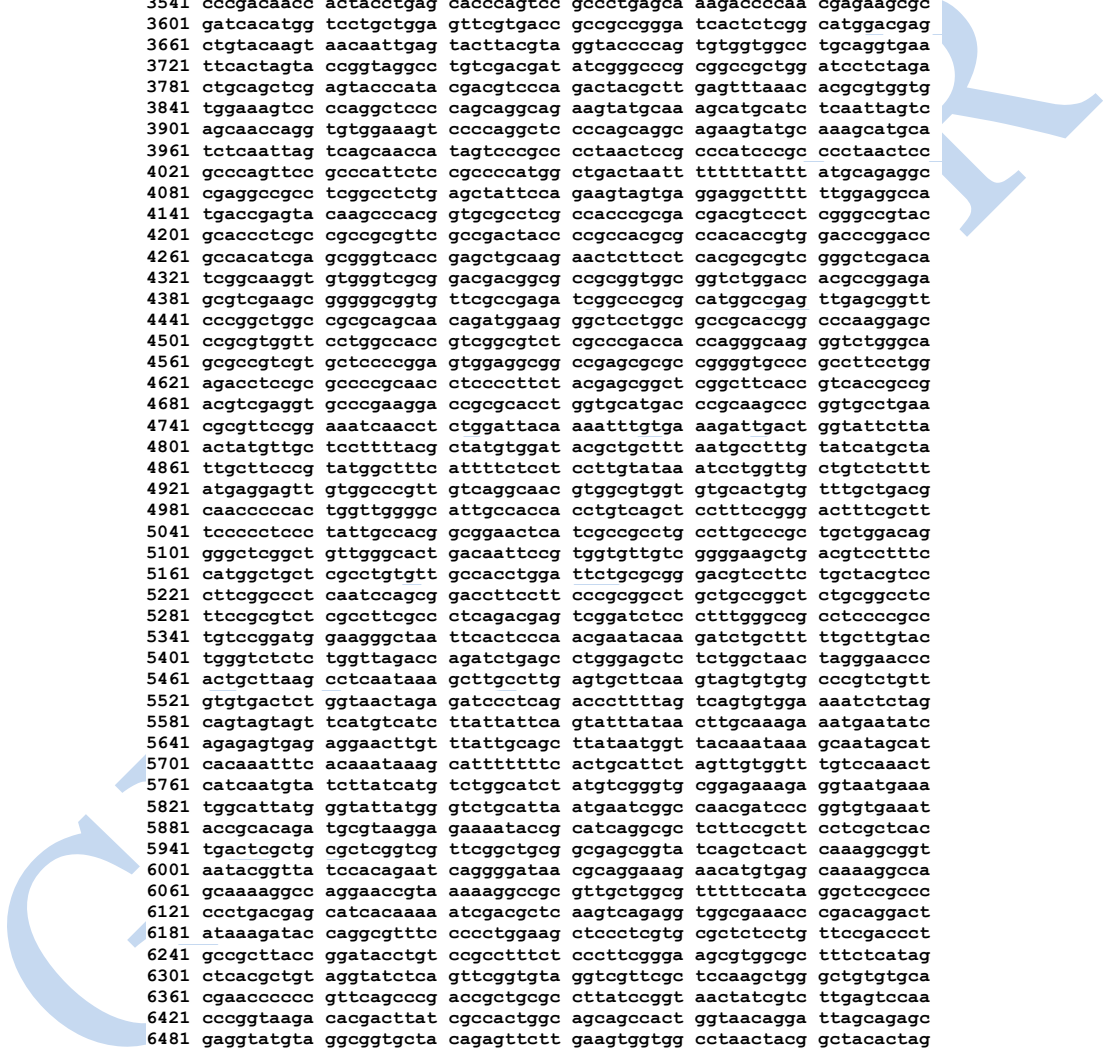 3541 cccgacaacc actacctgag cacccagtcc gccctgagca aagaccccaa cgagaagcgc
3601 gatcacatgg tcctgctgga gttcgtgacc gccgccggga tcactctcgg catggacgag
3661 ctgtacaagt aacaattgag tacttacgta ggtaccccag tgtggtggcc tgcaggtgaa
3721 ttcactagta ccggtaggcc tgtcgacgat atcgggcccg cggccgctgg atcctctaga
3781 ctgcagctcg agtacccata cgacgtccca gactacgctt gagtttaaac acgcgtggtg
3841 tggaaagtcc ccaggctccc cagcaggcag aagtatgcaa agcatgcatc tcaattagtc
3901 agcaaccagg tgtggaaagt ccccaggctc cccagcaggc agaagtatgc aaagcatgca
3961 tctcaattag tcagcaacca tagtcccgcc cctaactccg cccatcccgc ccctaactcc
4021 gcccagttcc gcccattctc cgccccatgg ctgactaatt ttttttattt atgcagaggc
4081 cgaggccgcc tcggcctctg agctattcca gaagtagtga ggaggctttt ttggaggcca
4141 tgaccgagta caagcccacg gtgcgcctcg ccacccgcga cgacgtccct cgggccgtac
4201 gcaccctcgc cgccgcgttc gccgactacc ccgccacgcg ccacaccgtg gacccggacc
4261 gccacatcga gcgggtcacc gagctgcaag aactcttcct cacgcgcgtc gggctcgaca
4321 tcggcaaggt gtgggtcgcg gacgacggcg ccgcggtggc ggtctggacc acgccggaga
4381 gcgtcgaagc gggggcggtg ttcgccgaga tcggcccgcg catggccgag ttgagcggtt
4441 cccggctggc cgcgcagcaa cagatggaag ggctcctggc gccgcaccgg cccaaggagc
4501 ccgcgtggtt cctggccacc gtcggcgtct cgcccgacca ccagggcaag ggtctgggca
4561 gcgccgtcgt gctccccgga gtggaggcgg ccgagcgcgc cggggtgccc gccttcctgg
4621 agacctccgc gccccgcaac ctccccttct acgagcggct cggcttcacc gtcaccgccg
4681 acgtcgaggt gcccgaagga ccgcgcacct ggtgcatgac ccgcaagccc ggtgcctgaa
4741 cgcgttccgg aaatcaacct ctggattaca aaatttgtga aagattgact ggtattctta
4801 actatgttgc tccttttacg ctatgtggat acgctgcttt aatgcctttg tatcatgcta
4861 ttgcttcccg tatggctttc attttctcct ccttgtataa atcctggttg ctgtctcttt
4921 atgaggagtt gtggcccgtt gtcaggcaac gtggcgtggt gtgcactgtg tttgctgacg
4981 caacccccac tggttggggc attgccacca cctgtcagct cctttccggg actttcgctt
5041 tccccctccc tattgccacg gcggaactca tcgccgcctg ccttgcccgc tgctggacag
5101 gggctcggct gttgggcact gacaattccg tggtgttgtc ggggaagctg acgtcctttc
5161 catggctgct cgcctgtgtt gccacctgga ttctgcgcgg gacgtccttc tgctacgtcc
5221 cttcggccct caatccagcg gaccttcctt cccgcggcct gctgccggct ctgcggcctc
5281 ttccgcgtct cgccttcgcc ctcagacgag tcggatctcc ctttgggccg cctccccgcc
5341 tgtccggatg gaagggctaa ttcactccca acgaatacaa gatctgcttt ttgcttgtac
5401 tgggtctctc tggttagacc agatctgagc ctgggagctc tctggctaac tagggaaccc
5461 actgcttaag cctcaataaa gcttgccttg agtgcttcaa gtagtgtgtg cccgtctgtt
5521 gtgtgactct ggtaactaga gatccctcag acccttttag tcagtgtgga aaatctctag
5581 cagtagtagt tcatgtcatc ttattattca gtatttataa cttgcaaaga aatgaatatc
5641 agagagtgag aggaacttgt ttattgcagc ttataatggt tacaaataaa gcaatagcat
5701 cacaaatttc acaaataaag catttttttc actgcattct agttgtggtt tgtccaaact
5761 catcaatgta tcttatcatg tctggcatct atgtcgggtg cggagaaaga ggtaatgaaa
5821 tggcattatg ggtattatgg gtctgcatta atgaatcggc caacgatccc ggtgtgaaat
5881 accgcacaga tgcgtaagga gaaaataccg catcaggcgc tcttccgctt cctcgctcac
5941 tgactcgctg cgctcggtcg ttcggctgcg gcgagcggta tcagctcact caaaggcggt
6001 aatacggtta tccacagaat caggggataa cgcaggaaag aacatgtgag caaaaggcca
6061 gcaaaaggcc aggaaccgta aaaaggccgc gttgctggcg tttttccata ggctccgccc
6121 ccctgacgag catcacaaaa atcgacgctc aagtcagagg tggcgaaacc cgacaggact
6181 ataaagatac caggcgtttc cccctggaag ctccctcgtg cgctctcctg ttccgaccct
6241 gccgcttacc ggatacctgt ccgcctttct cccttcggga agcgtggcgc tttctcatag
6301 ctcacgctgt aggtatctca gttcggtgta ggtcgttcgc tccaagctgg gctgtgtgca
6361 cgaacccccc gttcagcccg accgctgcgc cttatccggt aactatcgtc ttgagtccaa
6421 cccggtaaga cacgacttat cgccactggc agcagccact ggtaacagga ttagcagagc
6481 gaggtatgta ggcggtgcta cagagttctt gaagtggtgg cctaactacg gctacactag